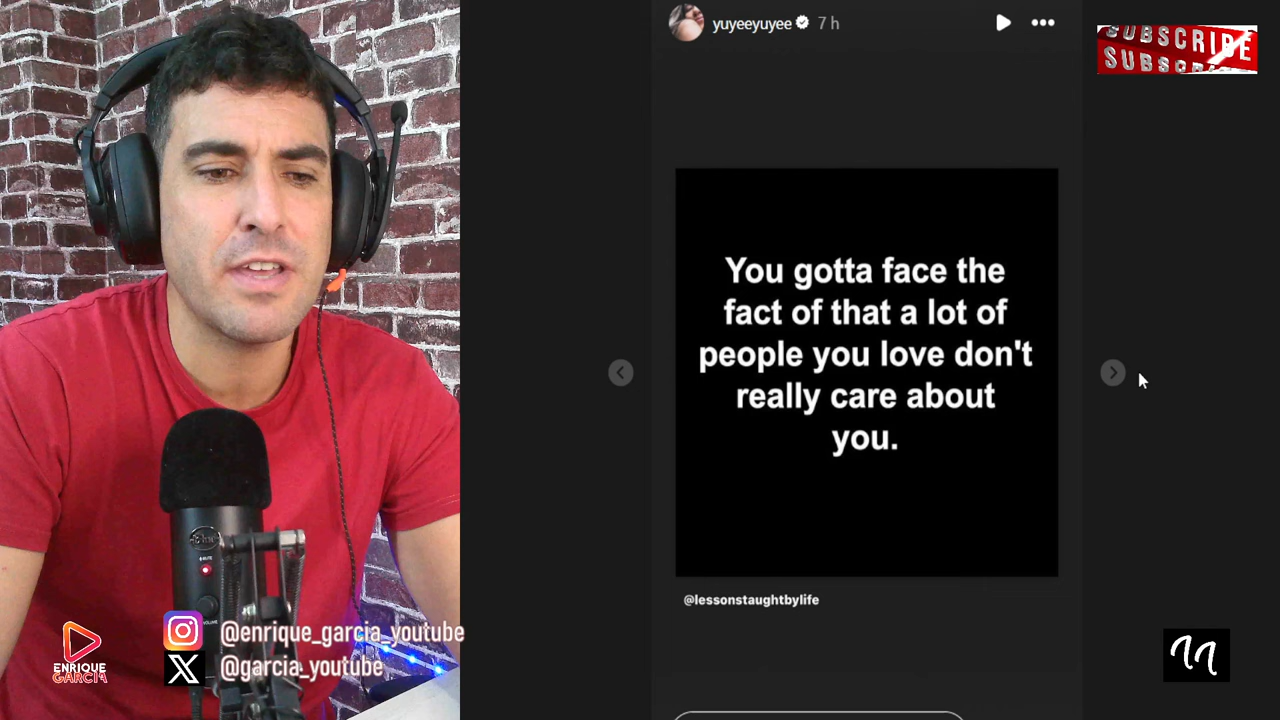 yuyeeyuyee 7 h
SUBSCRIBE
SUBSCRIBE
You gotta face the
fact of that a lot of
people you love don't
really care about
you.
@lessonstaughtbylife
@enrique_garcia_youtube
@garcia_youtube
ENRIQUE
GARCIA